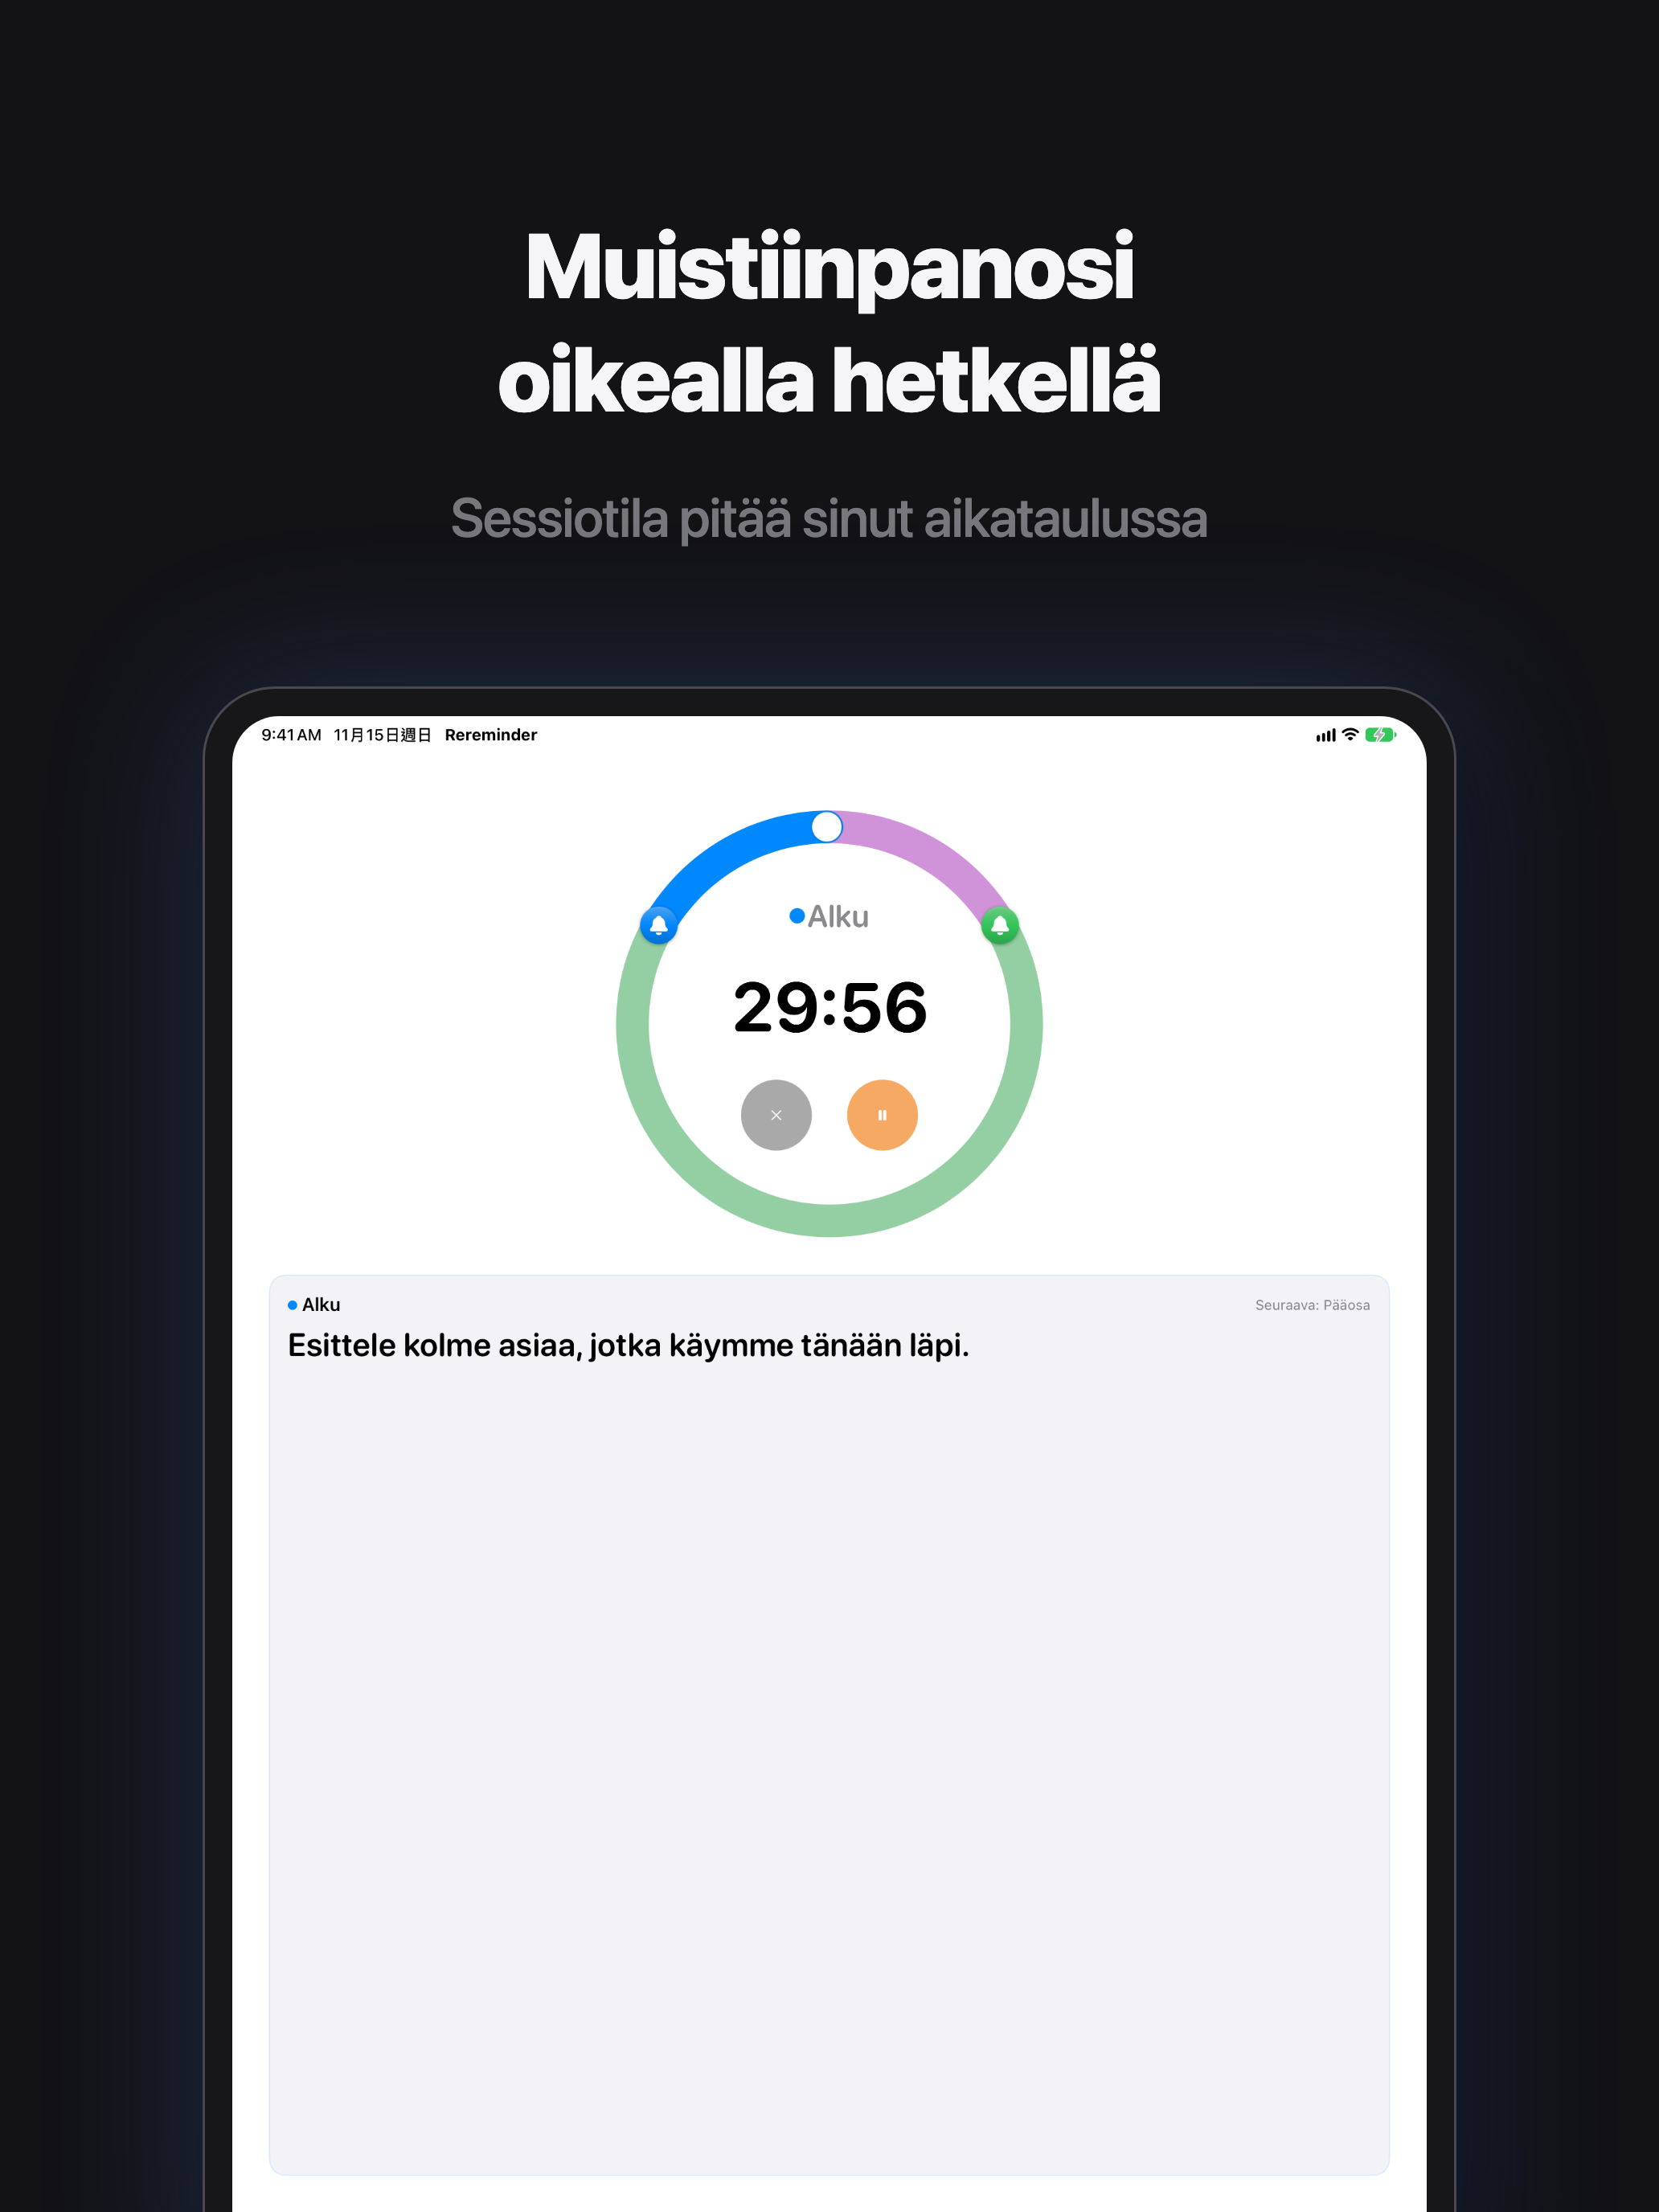 Muistiinpanosi
oikealla hetkellä
Sessiotila pitää sinut aikataulussa
9:41 AM 11月15日週日 Rereminder
Alku
29:56
Alku
Seuraava: Pääosa
Esittele kolme asiaa, jotka käymme tänään läpi.